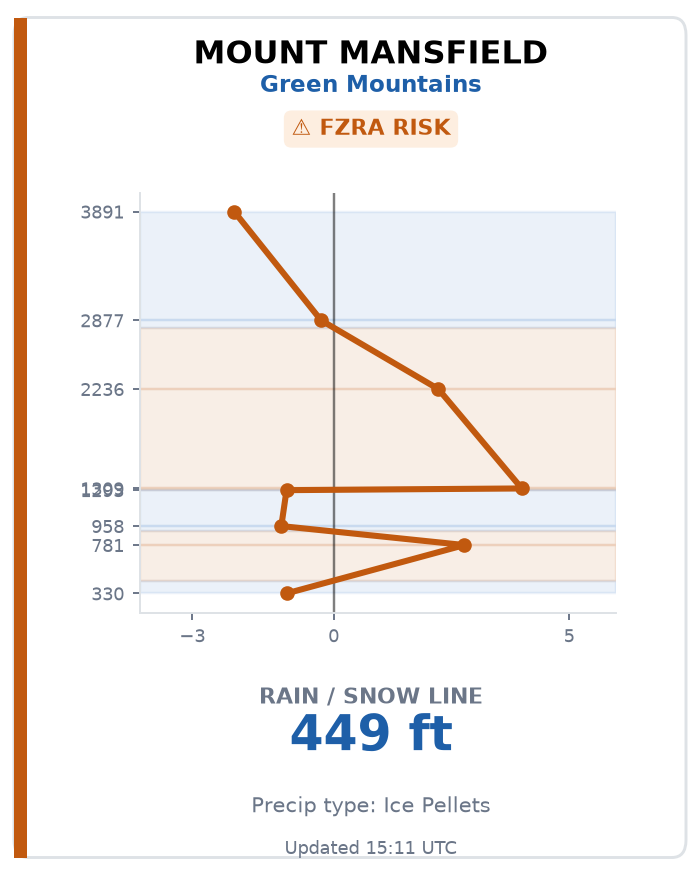 MOUNT MANSFIELD
Green Mountains
⚠ FZRA RISK
3891
2877
2236
958
781
330
−3 0 5
RAIN / SNOW LINE
449 ft
Precip type: Ice Pellets
Updated 15:11 UTC